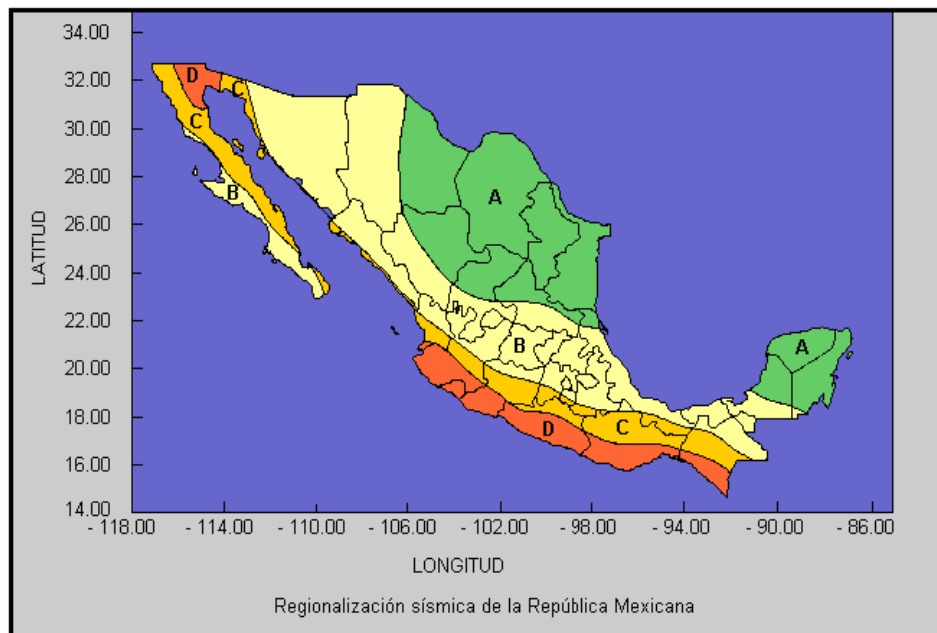 34.00
32.00
30.00
28.00
26.00
24.00
22.00
20.00
18.00
16.00
14.00
LATITUD
D
C
C
B
A
A
B
C
D
- 118.00 - 114.00 - 110.00 - 106.00 - 102.00 - 98.00 - 94.00 - 90.00 - 86.00
LONGITUD
Regionalización sísmica de la República Mexicana